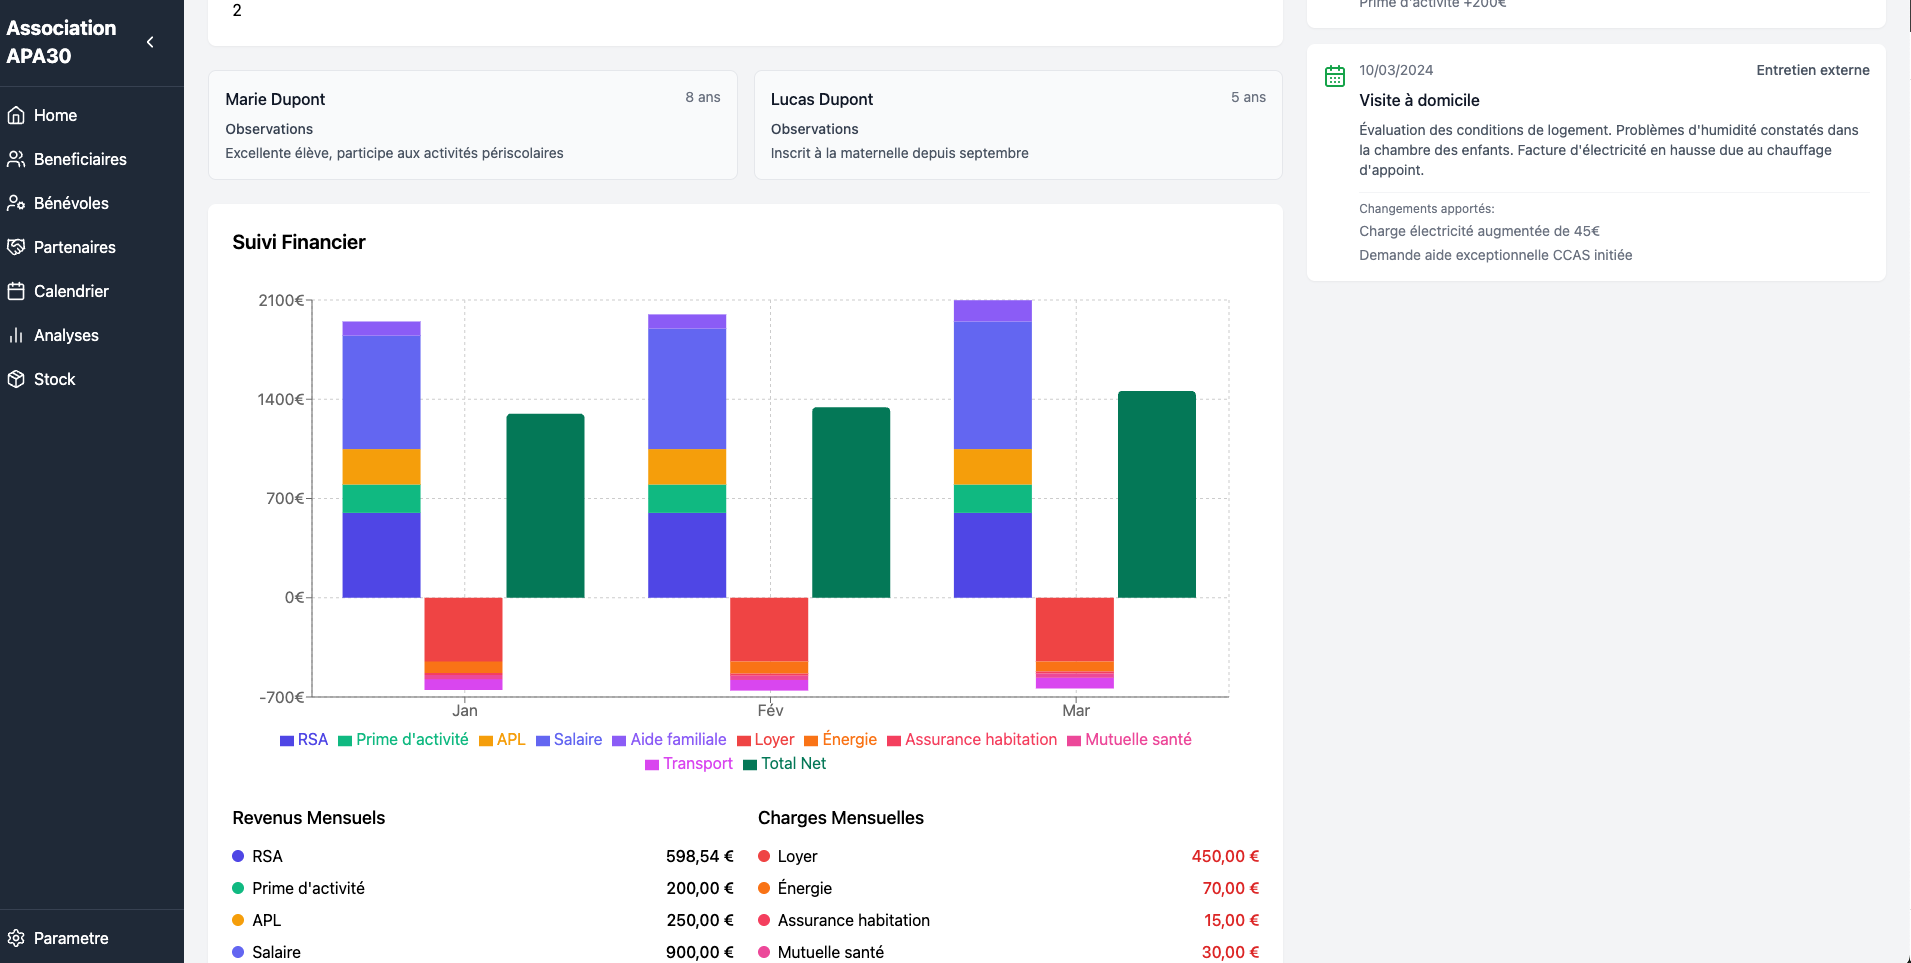 Association
APA30
Home
Beneficiaires
Bénévoles
Partenaires
Calendrier
Analyses
Stock
Parametre
2
Marie Dupont
8 ans
Observations
Excellente élève, participe aux activités périscolaires
Lucas Dupont
5 ans
Observations
Inscrit à la maternelle depuis septembre
Suivi Financier
2100€
1400€
700€
0€
-700€
Jan
Fév
Mar
RSA Prime d'activité APL Salaire Aide familiale Loyer Énergie Assurance habitation Mutuelle santé
Transport Total Net
Revenus Mensuels
RSA 598,54 €
Prime d'activité 200,00 €
APL 250,00 €
Salaire 900,00 €
Charges Mensuelles
Loyer 450,00 €
Énergie 70,00 €
Assurance habitation 15,00 €
Mutuelle santé 30,00 €
Prime d'activité +200€
10/03/2024
Entretien externe
Visite à domicile
Évaluation des conditions de logement. Problèmes d'humidité constatés dans
la chambre des enfants. Facture d'électricité en hausse due au chauffage
d'appoint.
Changements apportés:
Charge électricité augmentée de 45€
Demande aide exceptionnelle CCAS initiée